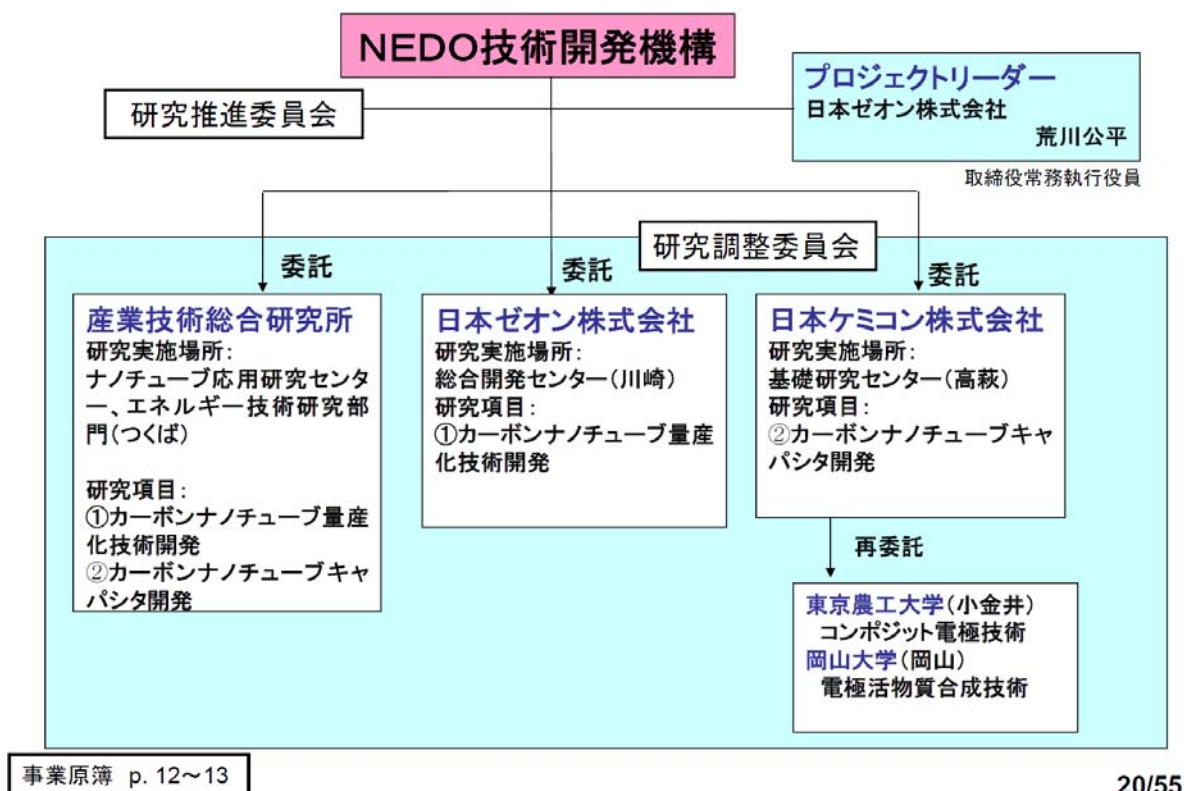 NEDO技術開発機構
研究推進委員会
プロジェクトリーダー
日本ゼオン株式会社
荒川公平
取締役常務執行役員
研究調整委員会
委託
産業技術総合研究所
研究実施場所:
ナノチューブ応用研究センタ
ー、エネルギー技術研究部
門(つくば)
研究項目:
①カーボンナノチューブ量産
化技術開発
②カーボンナノチューブキャ
パシタ開発
委託
日本ゼオン株式会社
研究実施場所:
総合開発センター(川崎)
研究項目:
①カーボンナノチューブ量産
化技術開発
委託
日本ケミコン株式会社
研究実施場所:
基礎研究センター(高萩)
研究項目:
②カーボンナノチューブキャ
パシタ開発
再委託
東京農工大学(小金井)
コンポジット電極技術
岡山大学(岡山)
電極活物質合成技術
事業原簿 p. 12～13
20/55